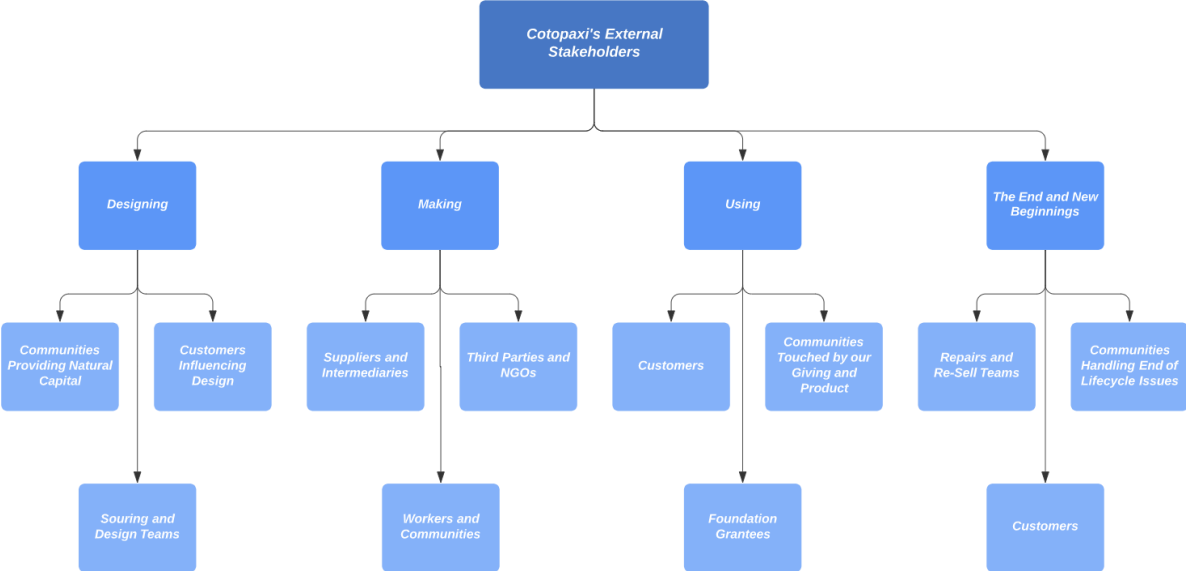 Cotopaxi's External
Stakeholders
Designing
Making
Using
The End and New
Beginnings
Communities
Providing Natural
Capital
Customers
Influencing
Design
Suppliers and
Intermediaries
Third Parties and
NGOs
Customers
Communities
Touched by our
Giving and
Product
Repairs and
Re-Sell Teams
Communities
Handling End of
Lifecycle Issues
Souring and
Design Teams
Workers and
Communities
Foundation
Grantees
Customers